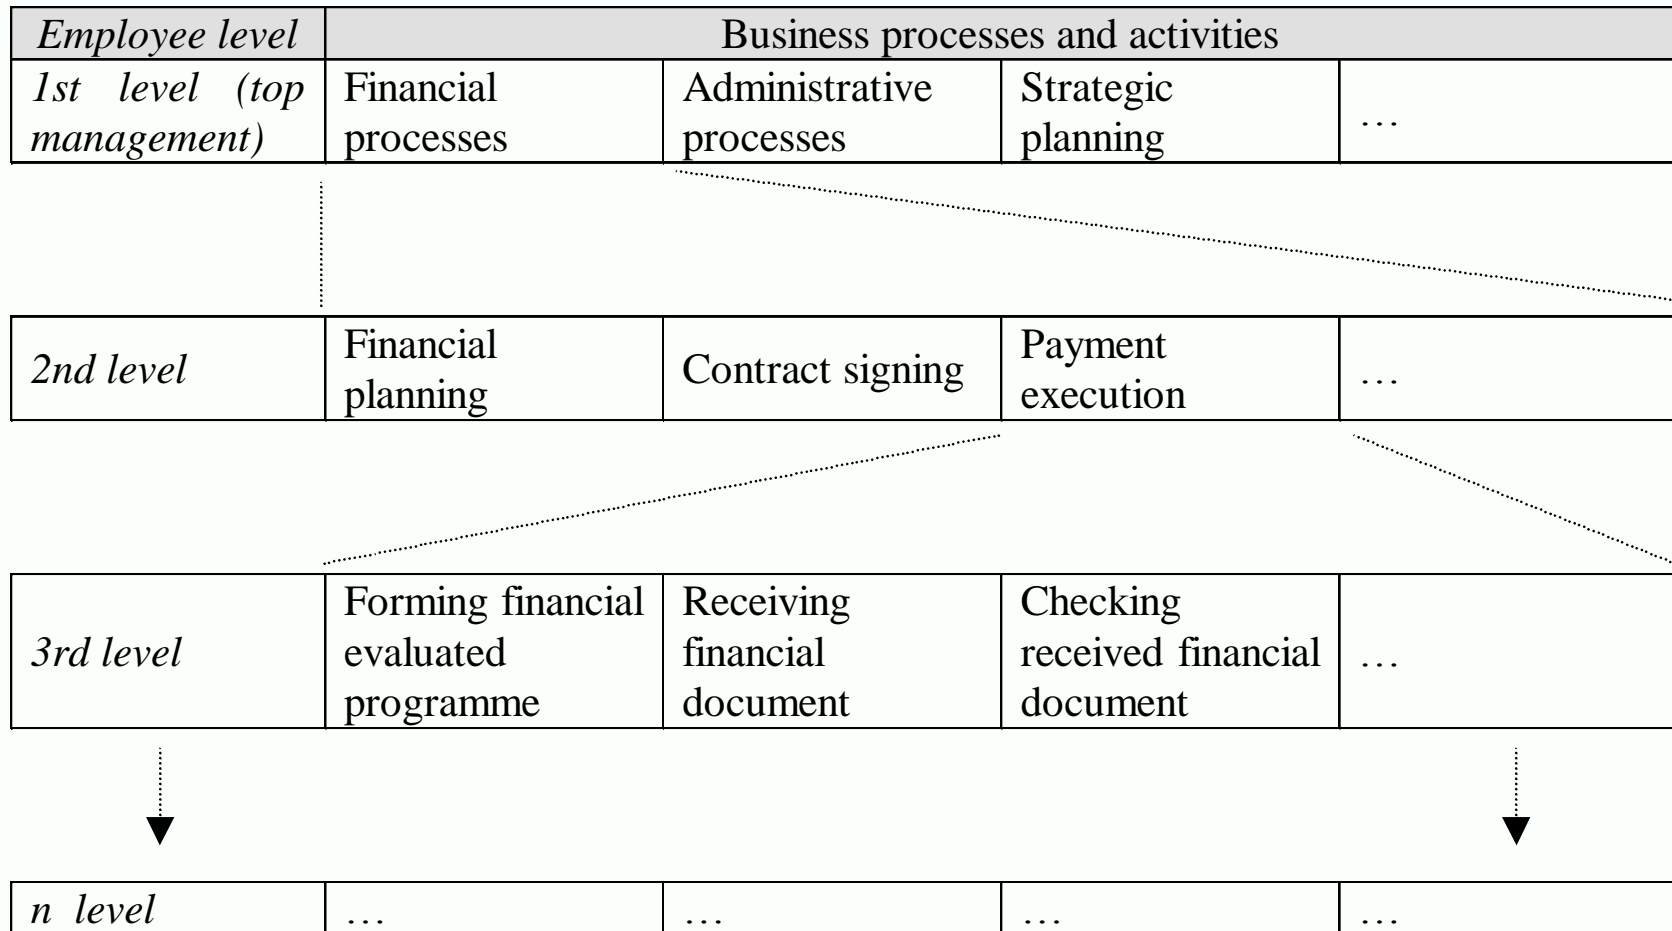 Employee level Business processes and activities
1st level (top management) Financial processes Administrative processes Strategic planning …
2nd level Financial planning Contract signing Payment execution …
3rd level Forming financial evaluated programme Receiving financial document Checking received financial document …
n level … … … …